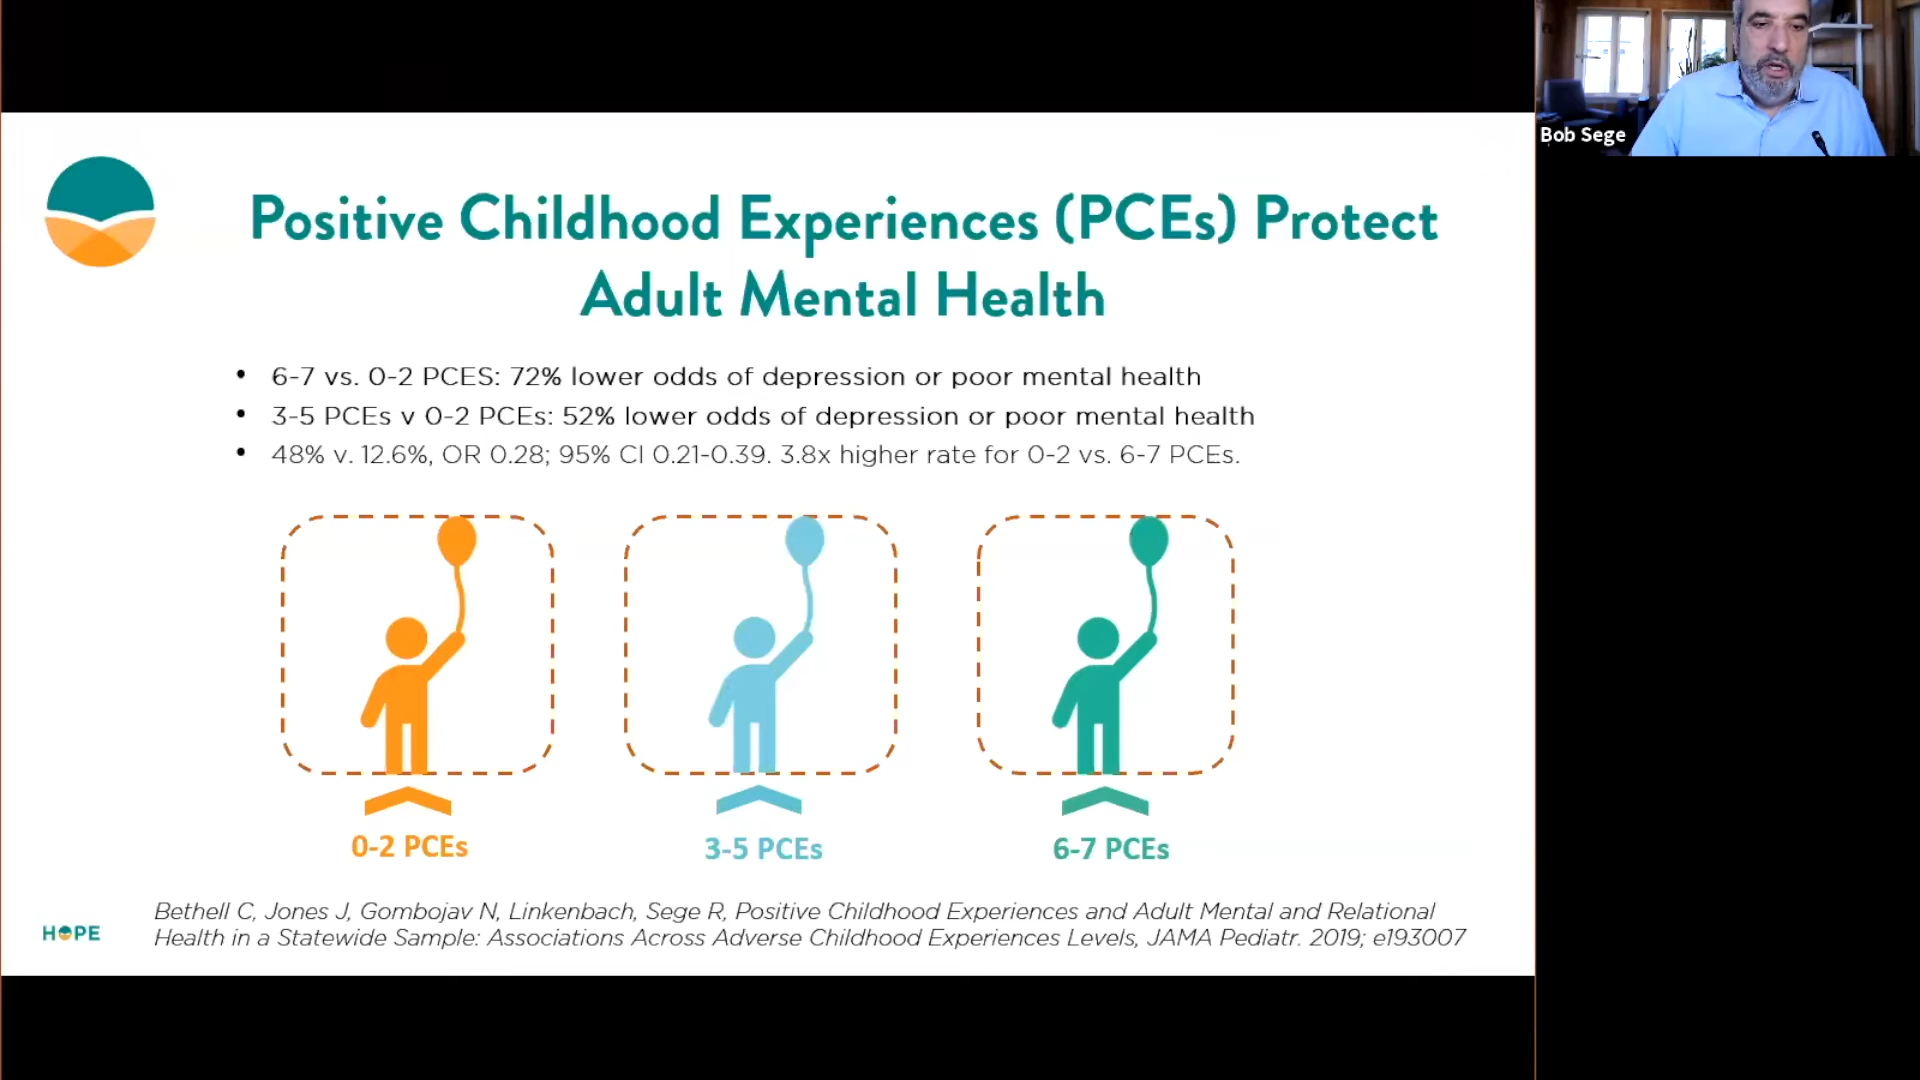 Bob Sege
Positive Childhood Experiences (PCEs) Protect
Adult Mental Health
• 6-7 vs. 0-2 PCES: 72% lower odds of depression or poor mental health
• 3-5 PCEs v 0-2 PCEs: 52% lower odds of depression or poor mental health
• 48% v. 12.6%, OR 0.28; 95% CI 0.21-0.39. 3.8x higher rate for 0-2 vs. 6-7 PCEs.
0-2 PCEs
3-5 PCEs
6-7 PCEs
Bethell C, Jones J, Gombojav N, Linkenbach, Sege R, Positive Childhood Experiences and Adult Mental and Relational
Health in a Statewide Sample: Associations Across Adverse Childhood Experiences Levels, JAMA Pediatr. 2019; e193007
HOPE